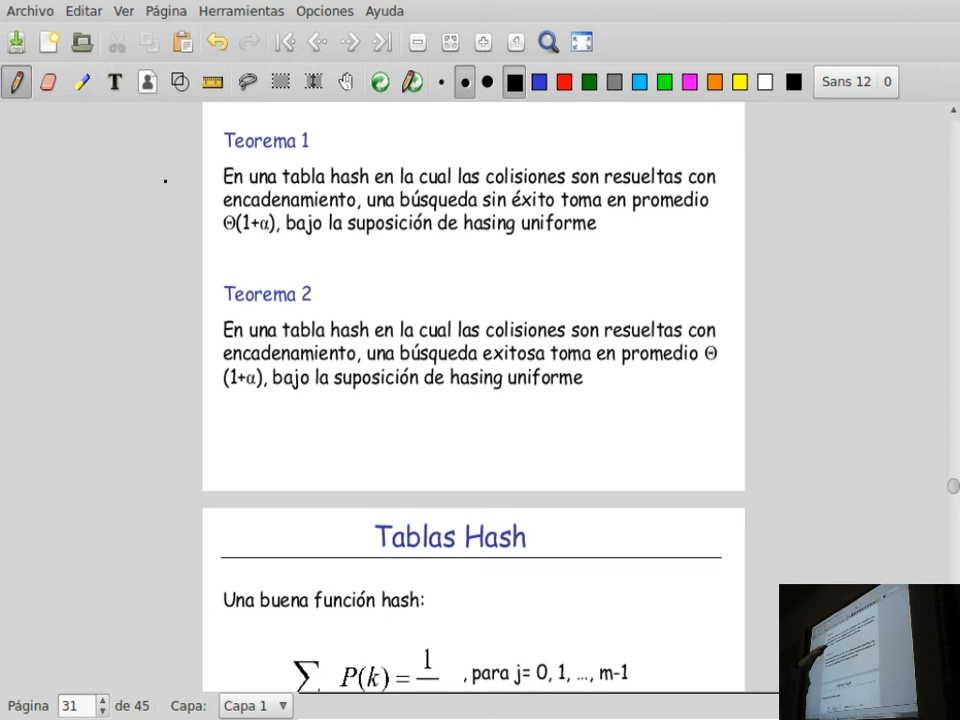 Archivo Editar Ver Página Herramientas Opciones Ayuda
T Sans 12 0
Teorema 1
En una tabla hash en la cual las colisiones son resueltas con
encadenamiento, una búsqueda sin éxito toma en promedio
Θ(1+α), bajo la suposición de hasing uniforme
Teorema 2
En una tabla hash en la cual las colisiones son resueltas con
encadenamiento, una búsqueda exitosa toma en promedio Θ
(1+α), bajo la suposición de hasing uniforme
Tablas Hash
Una buena función hash:
∑ P(k) = 1 , para j= 0, 1, ..., m-1
Página 31 de 45 Capa: Capa 1